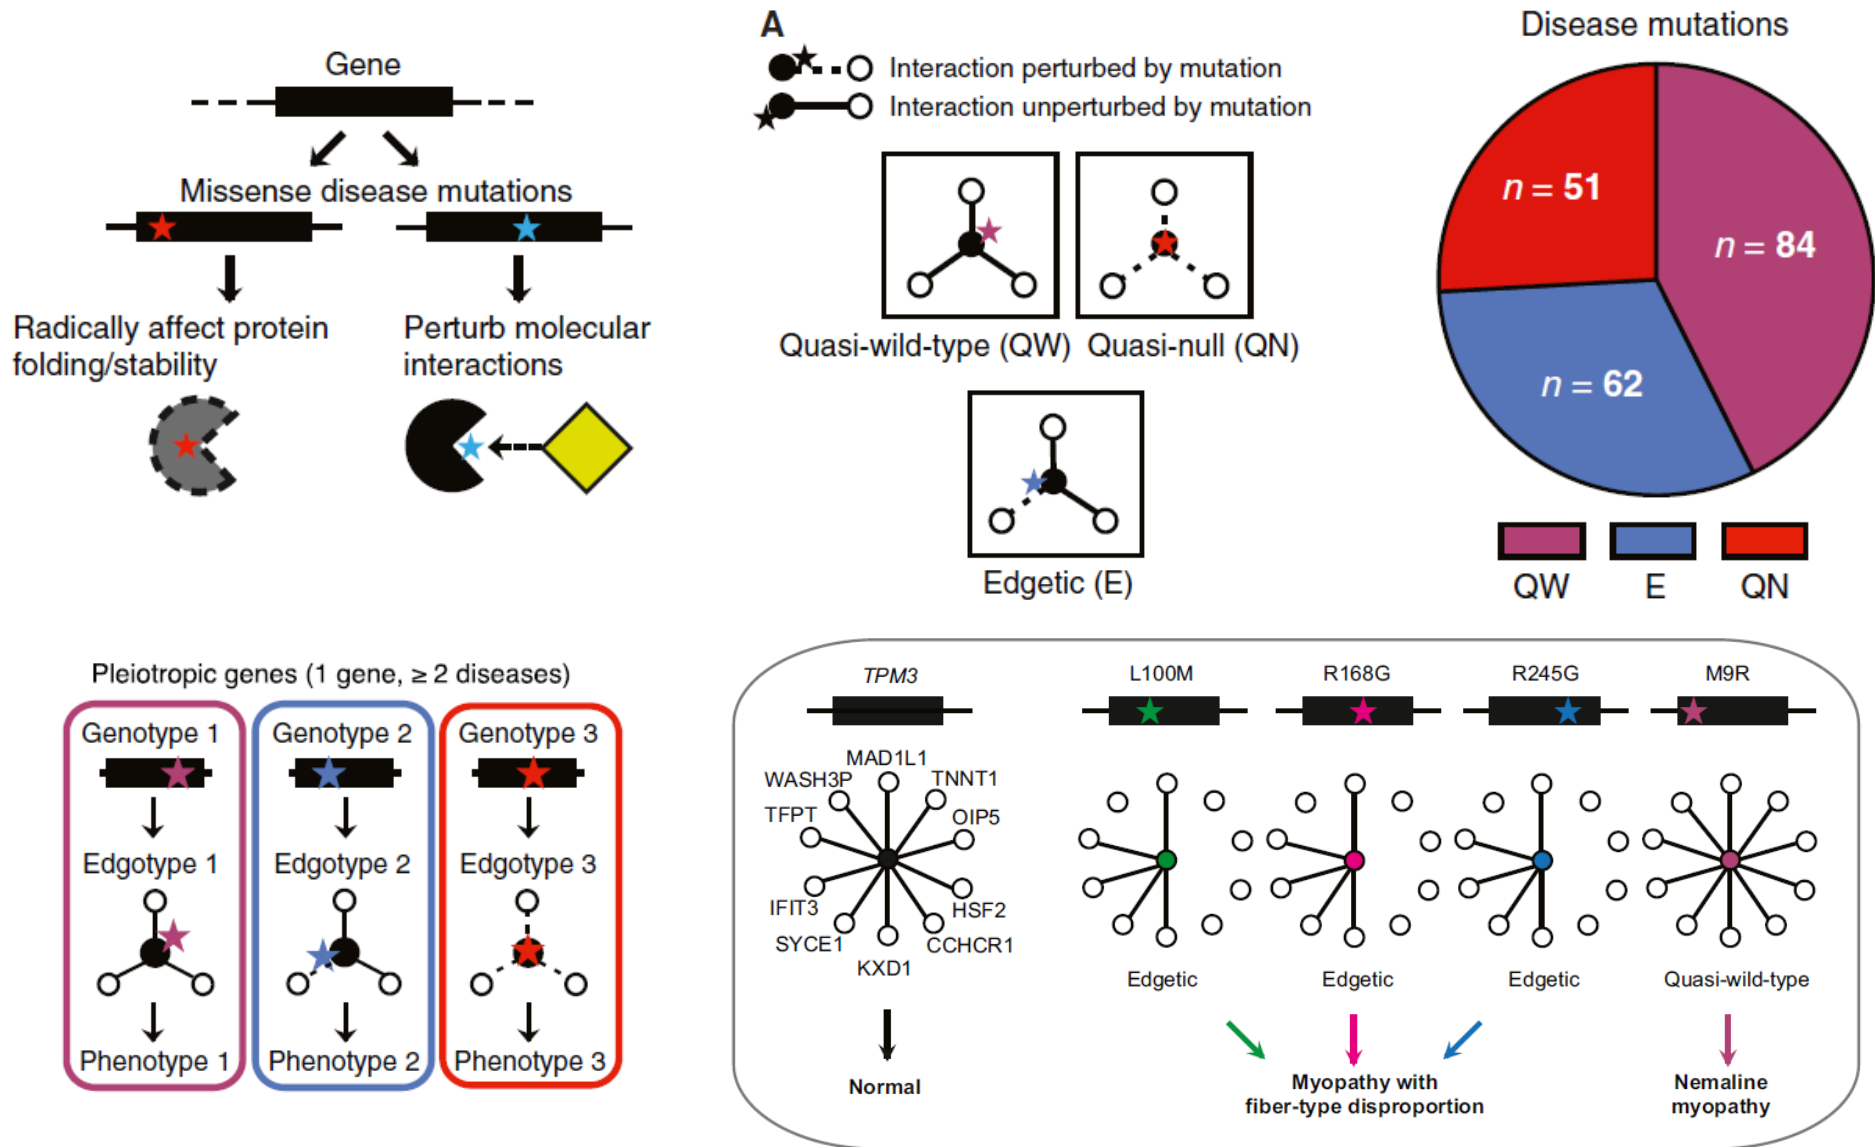 Gene
Missense disease mutations
Radically affect protein
folding/stability
Perturb molecular
interactions
A
Interaction perturbed by mutation
Interaction unperturbed by mutation
Quasi-wild-type (QW)
Quasi-null (QN)
Edgetic (E)
Disease mutations
n = 51
n = 84
n = 62
QW
E
QN
Pleiotropic genes (1 gene, ≥ 2 diseases)
Genotype 1
Genotype 2
Genotype 3
Edgotype 1
Edgotype 2
Edgotype 3
Phenotype 1
Phenotype 2
Phenotype 3
TPM3
L100M
R168G
R245G
M9R
MAD1L1
WASH3P
TNNT1
TFPT
OIP5
IFIT3
HSF2
SYCE1
CCHCR1
KXD1
Edgetic
Edgetic
Edgetic
Quasi-wild-type
Normal
Myopathy with
fiber-type disproportion
Nemaline
myopathy